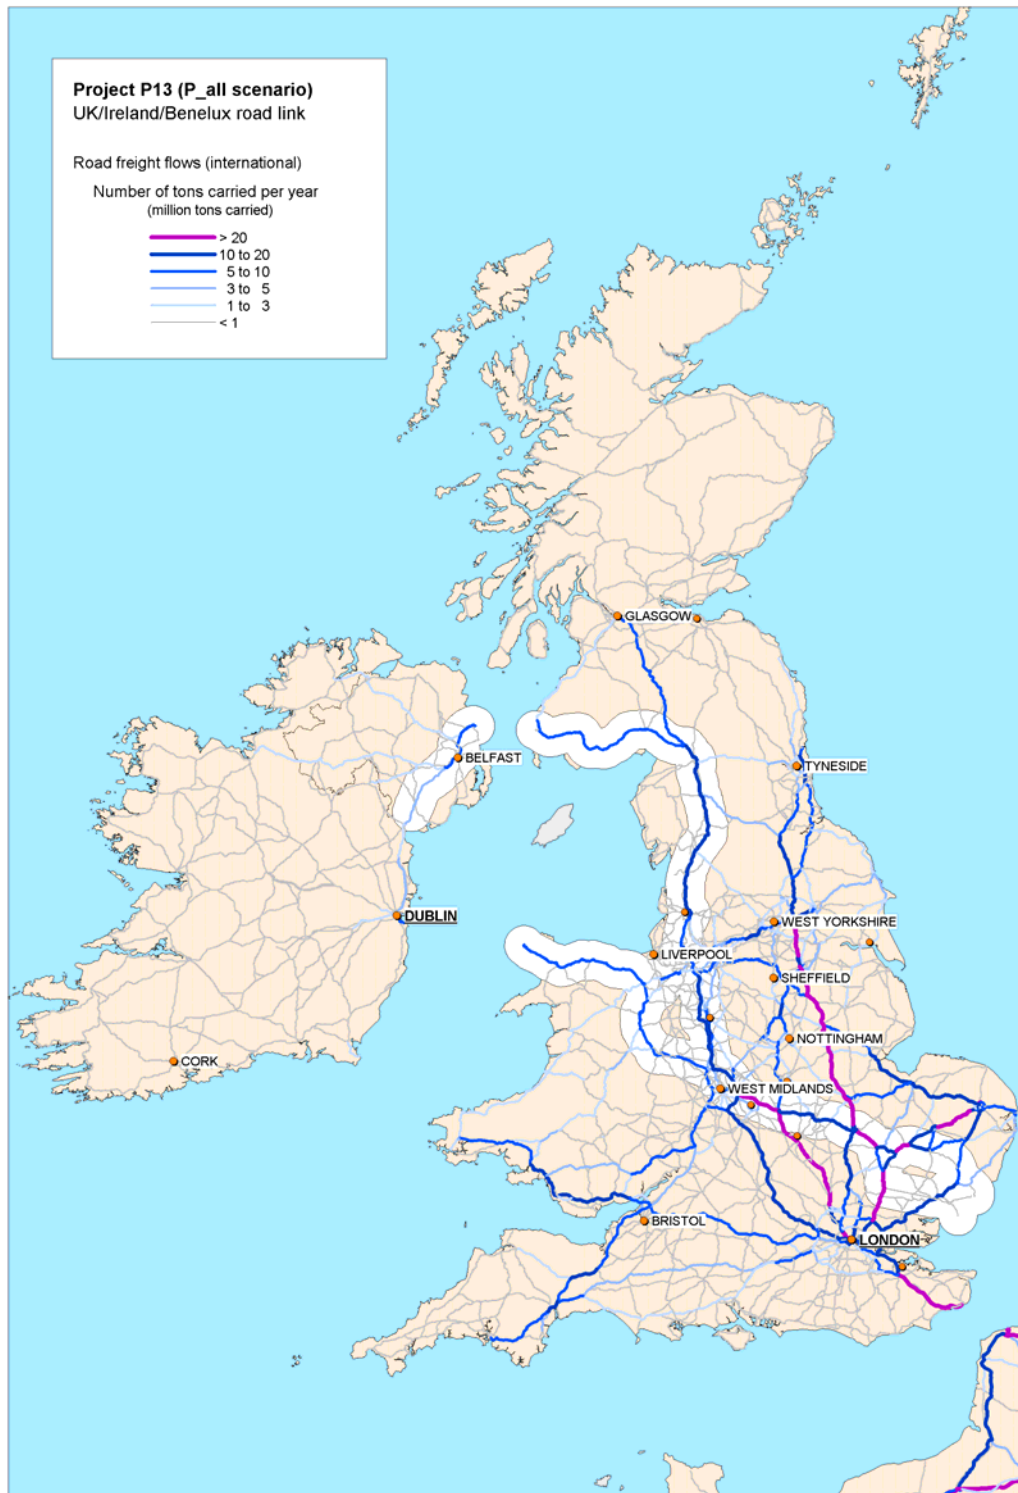 Project P13 (P_all scenario)
UK/Ireland/Benelux road link
Road freight flows (international)
Number of tons carried per year
(million tons carried)
> 20
10 to 20
5 to 10
3 to 5
1 to 3
< 1
GLASGOW
BELFAST
TYNESIDE
DUBLIN
WEST YORKSHIRE
LIVERPOOL
SHEFFIELD
NOTTINGHAM
CORK
WEST MIDLANDS
BRISTOL
LONDON